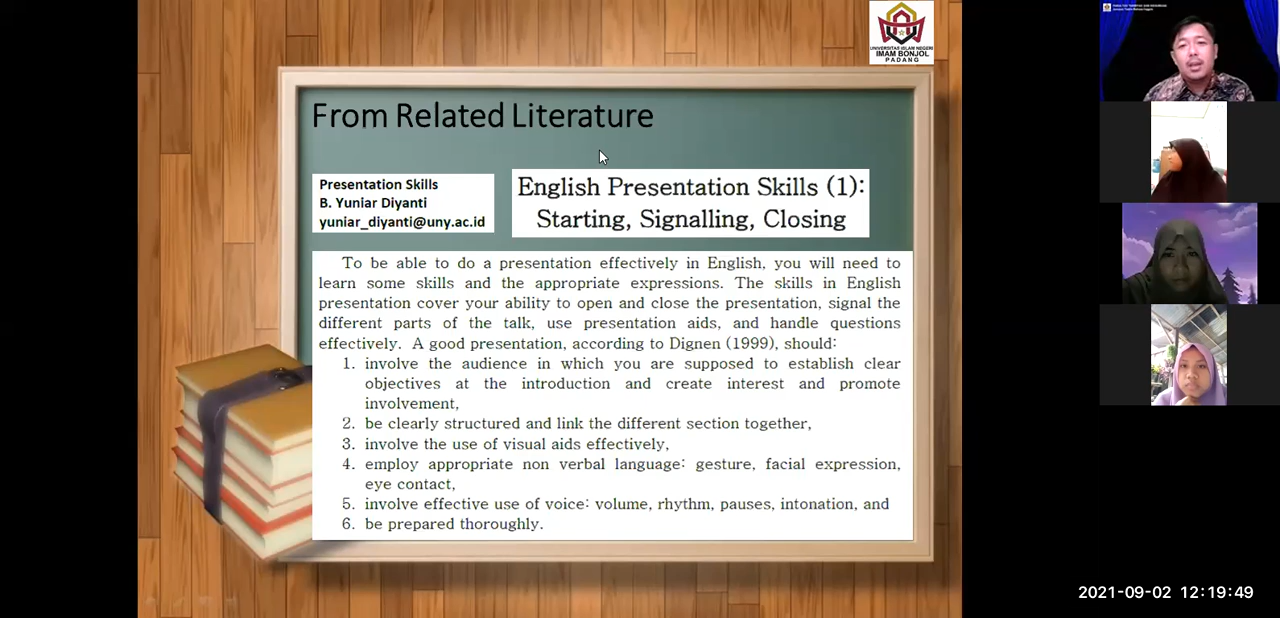 UNIVERSITAS ISLAM NEGERI
IMAM BONJOL
PADANG
From Related Literature
Presentation Skills
B. Yuniar Diyanti
yuniar_diyanti@uny.ac.id
English Presentation Skills (1):
Starting, Signalling, Closing
To be able to do a presentation effectively in English, you will need to
learn some skills and the appropriate expressions. The skills in English
presentation cover your ability to open and close the presentation, signal the
different parts of the talk, use presentation aids, and handle questions
effectively. A good presentation, according to Dignen (1999), should:
1. involve the audience in which you are supposed to establish clear
objectives at the introduction and create interest and promote
involvement,
2. be clearly structured and link the different section together,
3. involve the use of visual aids effectively,
4. employ appropriate non verbal language: gesture, facial expression,
eye contact,
5. involve effective use of voice: volume, rhythm, pauses, intonation, and
6. be prepared thoroughly.
2021-09-02 12:19:49